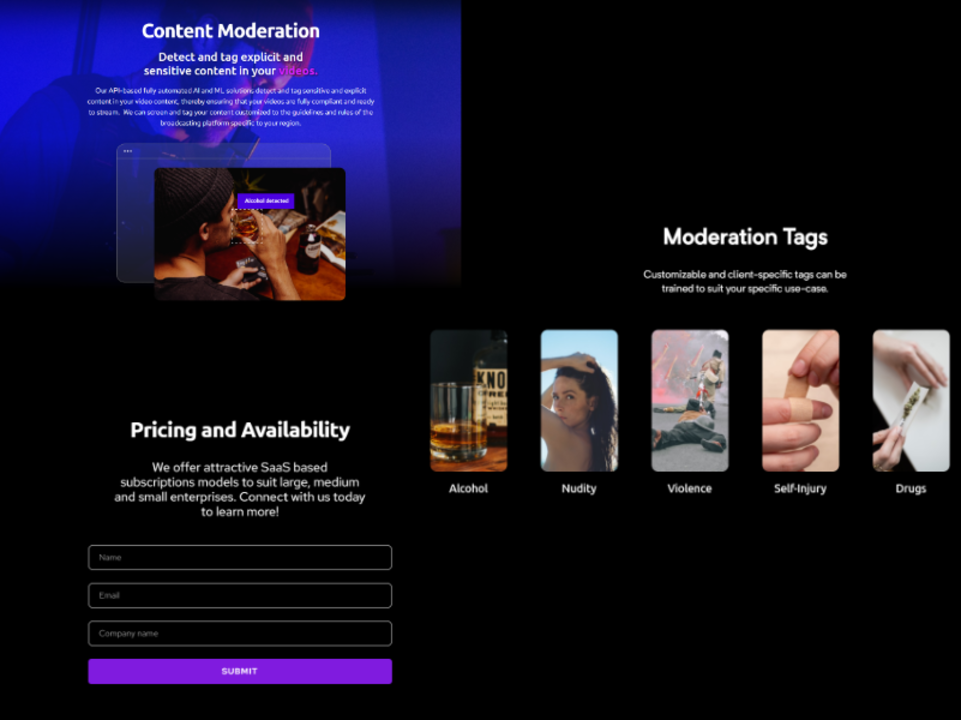 Content Moderation
Detect and tag explicit and
sensitive content in your videos.
Our API-based fully automated AI and ML solutions detect and tag sensitive and explicit
content in your video content, thereby ensuring that your videos are fully compliant and ready
to stream. We can screen and tag your content customized to the guidelines and rules of the
broadcasting platform specific to your region.
Alcohol detected
Moderation Tags
Customizable and client-specific tags can be
trained to suit your specific use-case.
KNO
Alcohol
Nudity
Violence
Self-Injury
Drugs
Pricing and Availability
We offer attractive SaaS based
subscriptions models to suit large, medium
and small enterprises. Connect with us today
to learn more!
Name
Email
Company name
SUBMIT